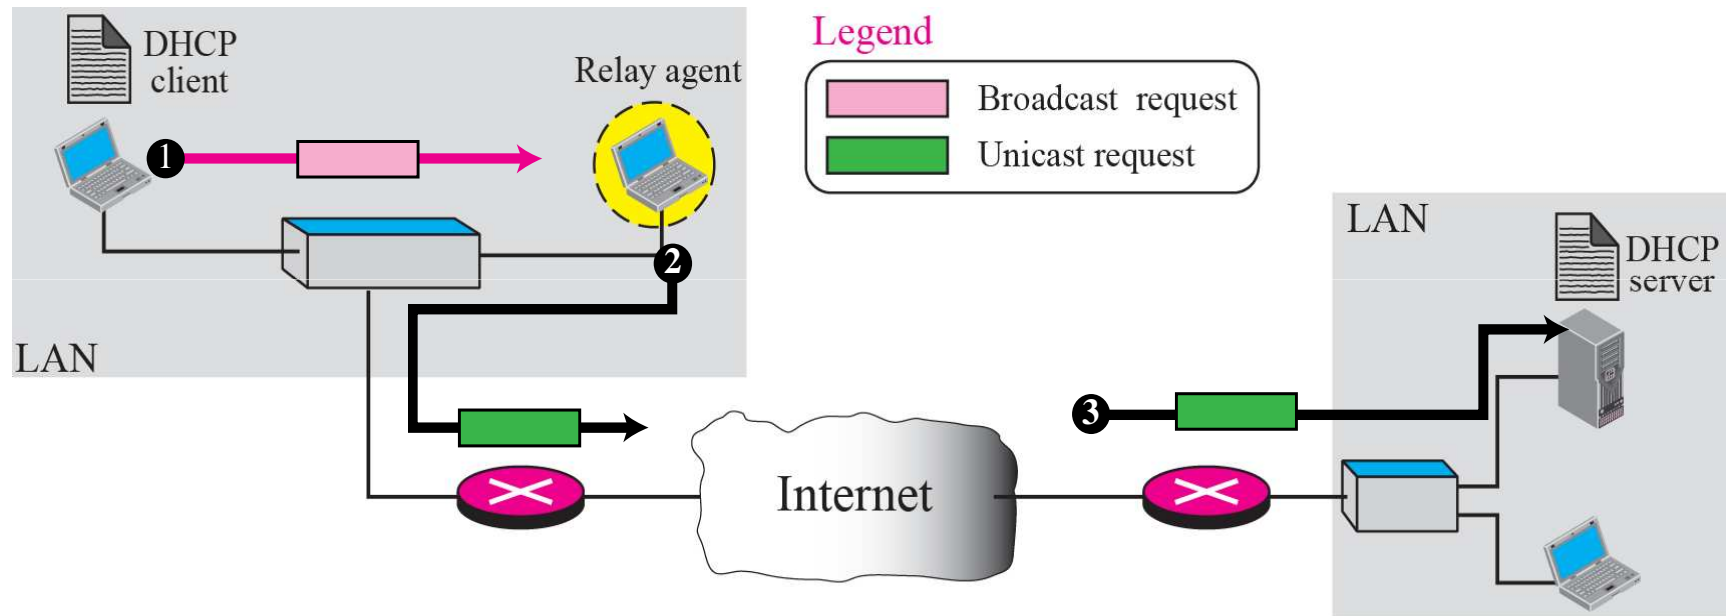 DHCP
client
Relay agent
Legend
Broadcast request
Unicast request
1
2
LAN
LAN
DHCP
server
3
Internet